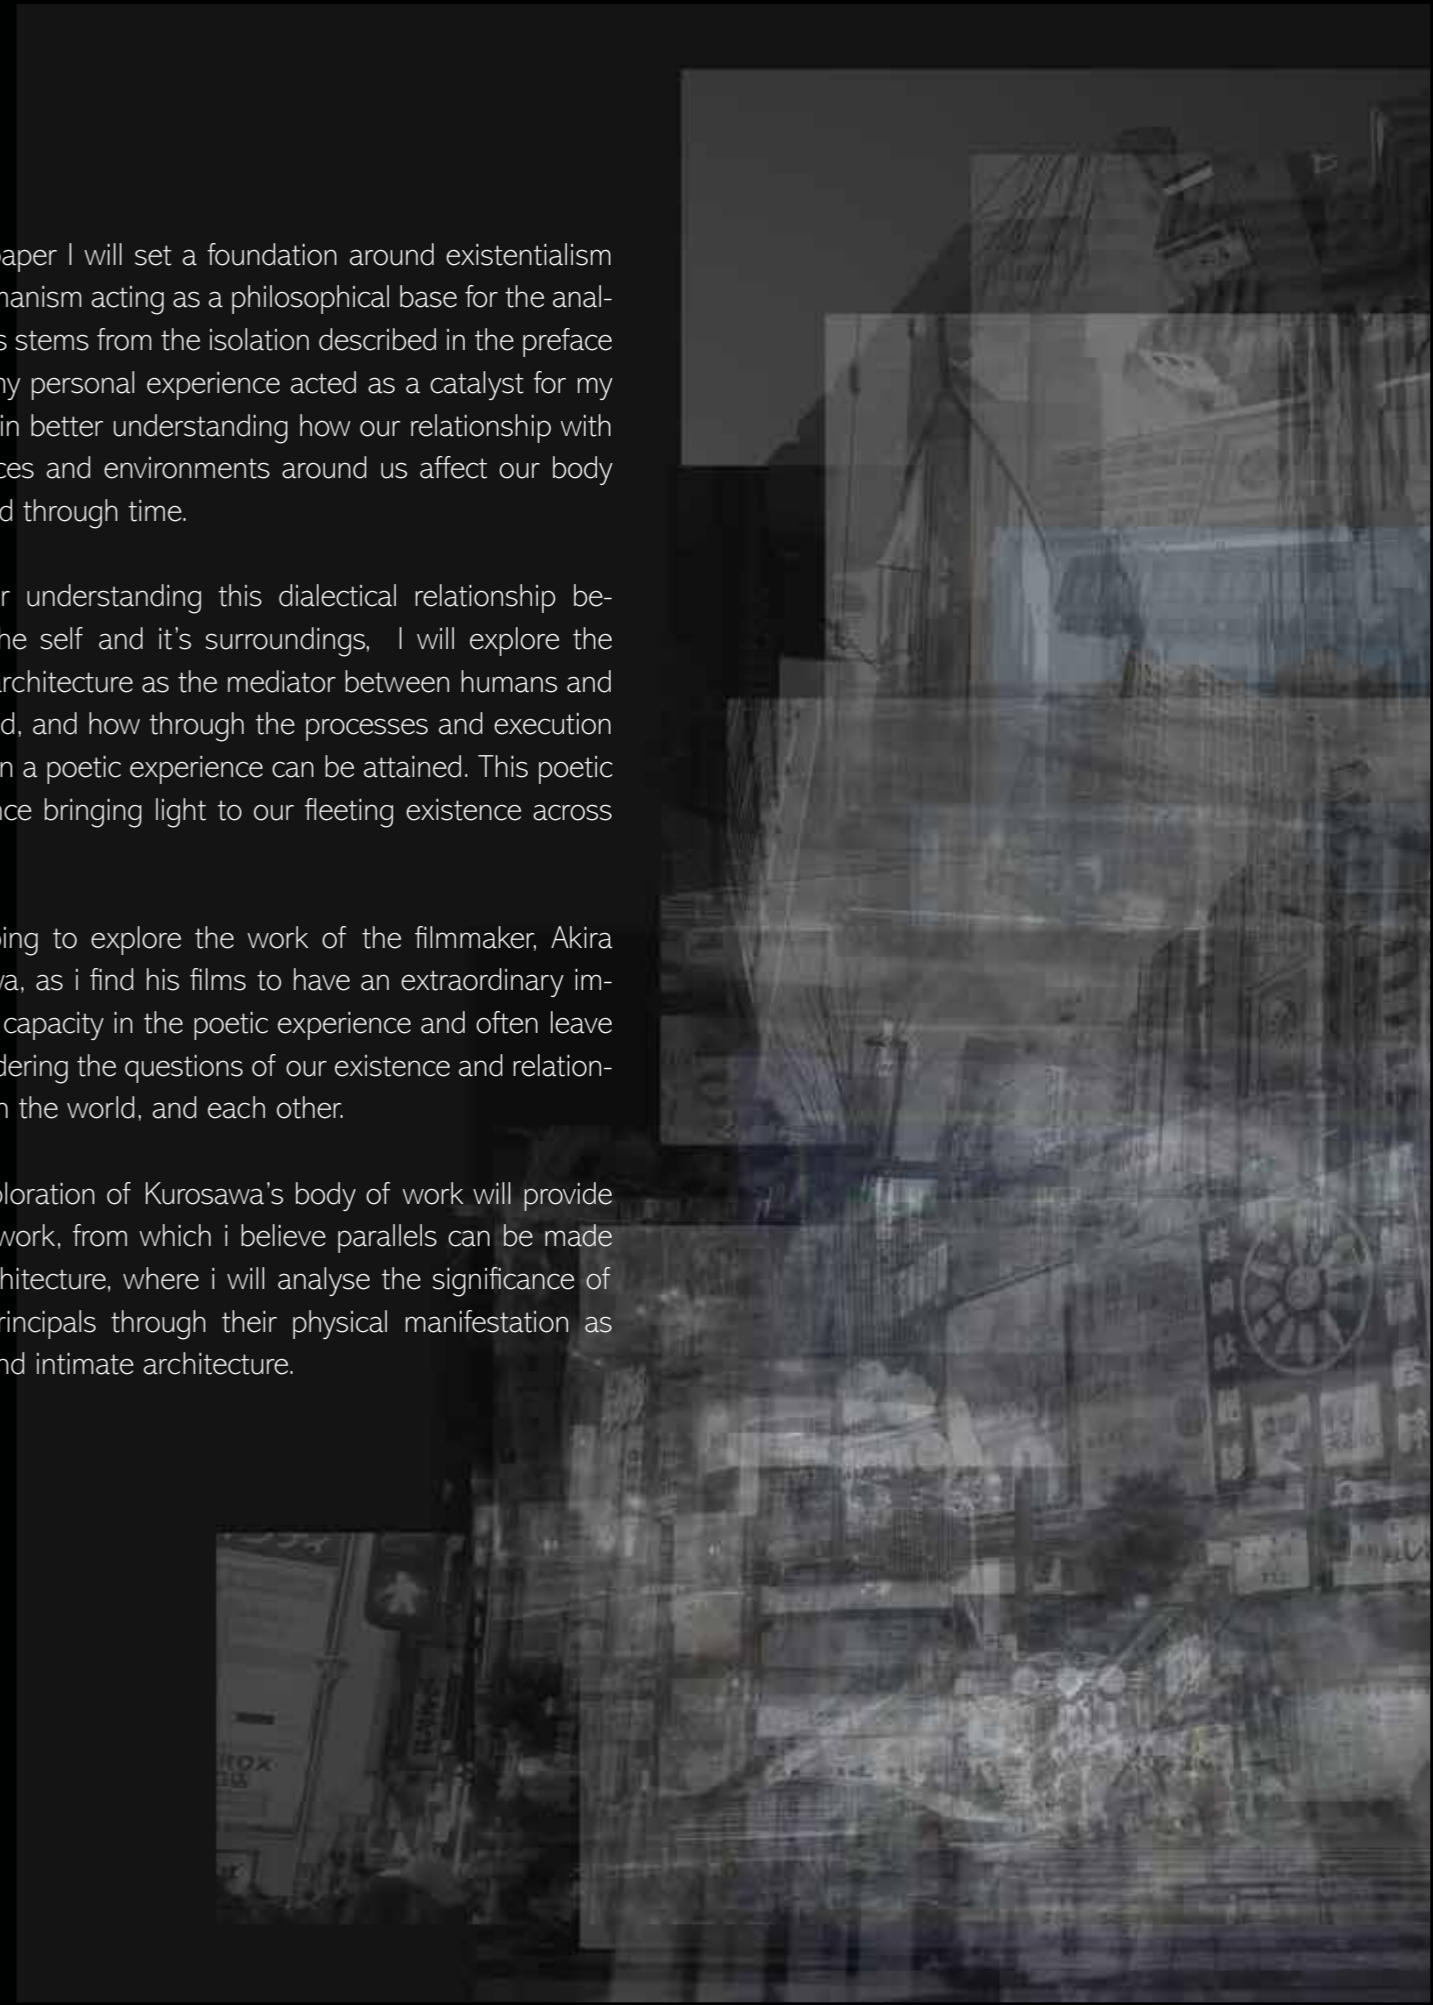 aper I will set a foundation around existentialism
manism acting as a philosophical base for the anal-
s stems from the isolation described in the preface
ny personal experience acted as a catalyst for my
in better understanding how our relationship with
ces and environments around us affect our body
d through time.
r understanding this dialectical relationship be-
he self and it's surroundings, I will explore the
architecture as the mediator between humans and
d, and how through the processes and execution
n a poetic experience can be attained. This poetic
nce bringing light to our fleeting existence across
ing to explore the work of the filmmaker, Akira
va, as i find his films to have an extraordinary im-
capacity in the poetic experience and often leave
dering the questions of our existence and relation-
n the world, and each other.
ploration of Kurosawa's body of work will provide
work, from which i believe parallels can be made
hitecture, where i will analyse the significance of
rincipals through their physical manifestation as
nd intimate architecture.